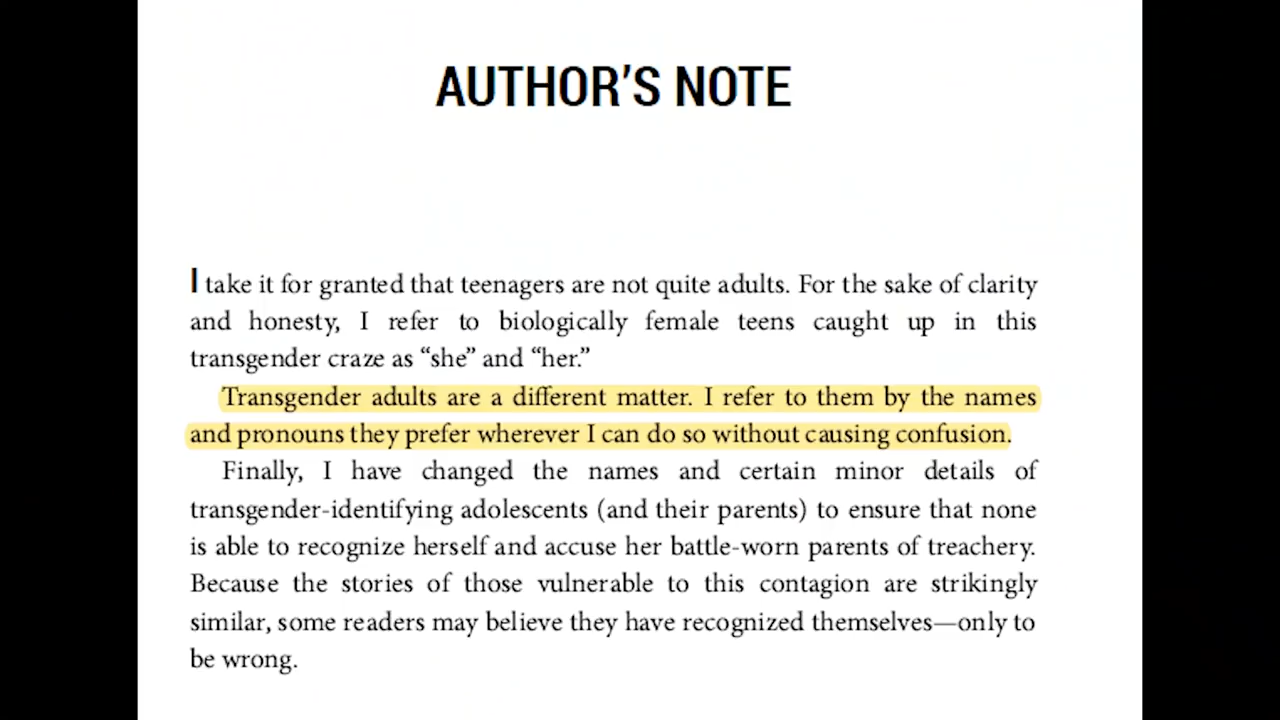 AUTHOR’S NOTE
I take it for granted that teenagers are not quite adults. For the sake of clarity
and honesty, I refer to biologically female teens caught up in this
transgender craze as “she” and “her.”
Transgender adults are a different matter. I refer to them by the names
and pronouns they prefer wherever I can do so without causing confusion.
Finally, I have changed the names and certain minor details of
transgender-identifying adolescents (and their parents) to ensure that none
is able to recognize herself and accuse her battle-worn parents of treachery.
Because the stories of those vulnerable to this contagion are strikingly
similar, some readers may believe they have recognized themselves—only to
be wrong.